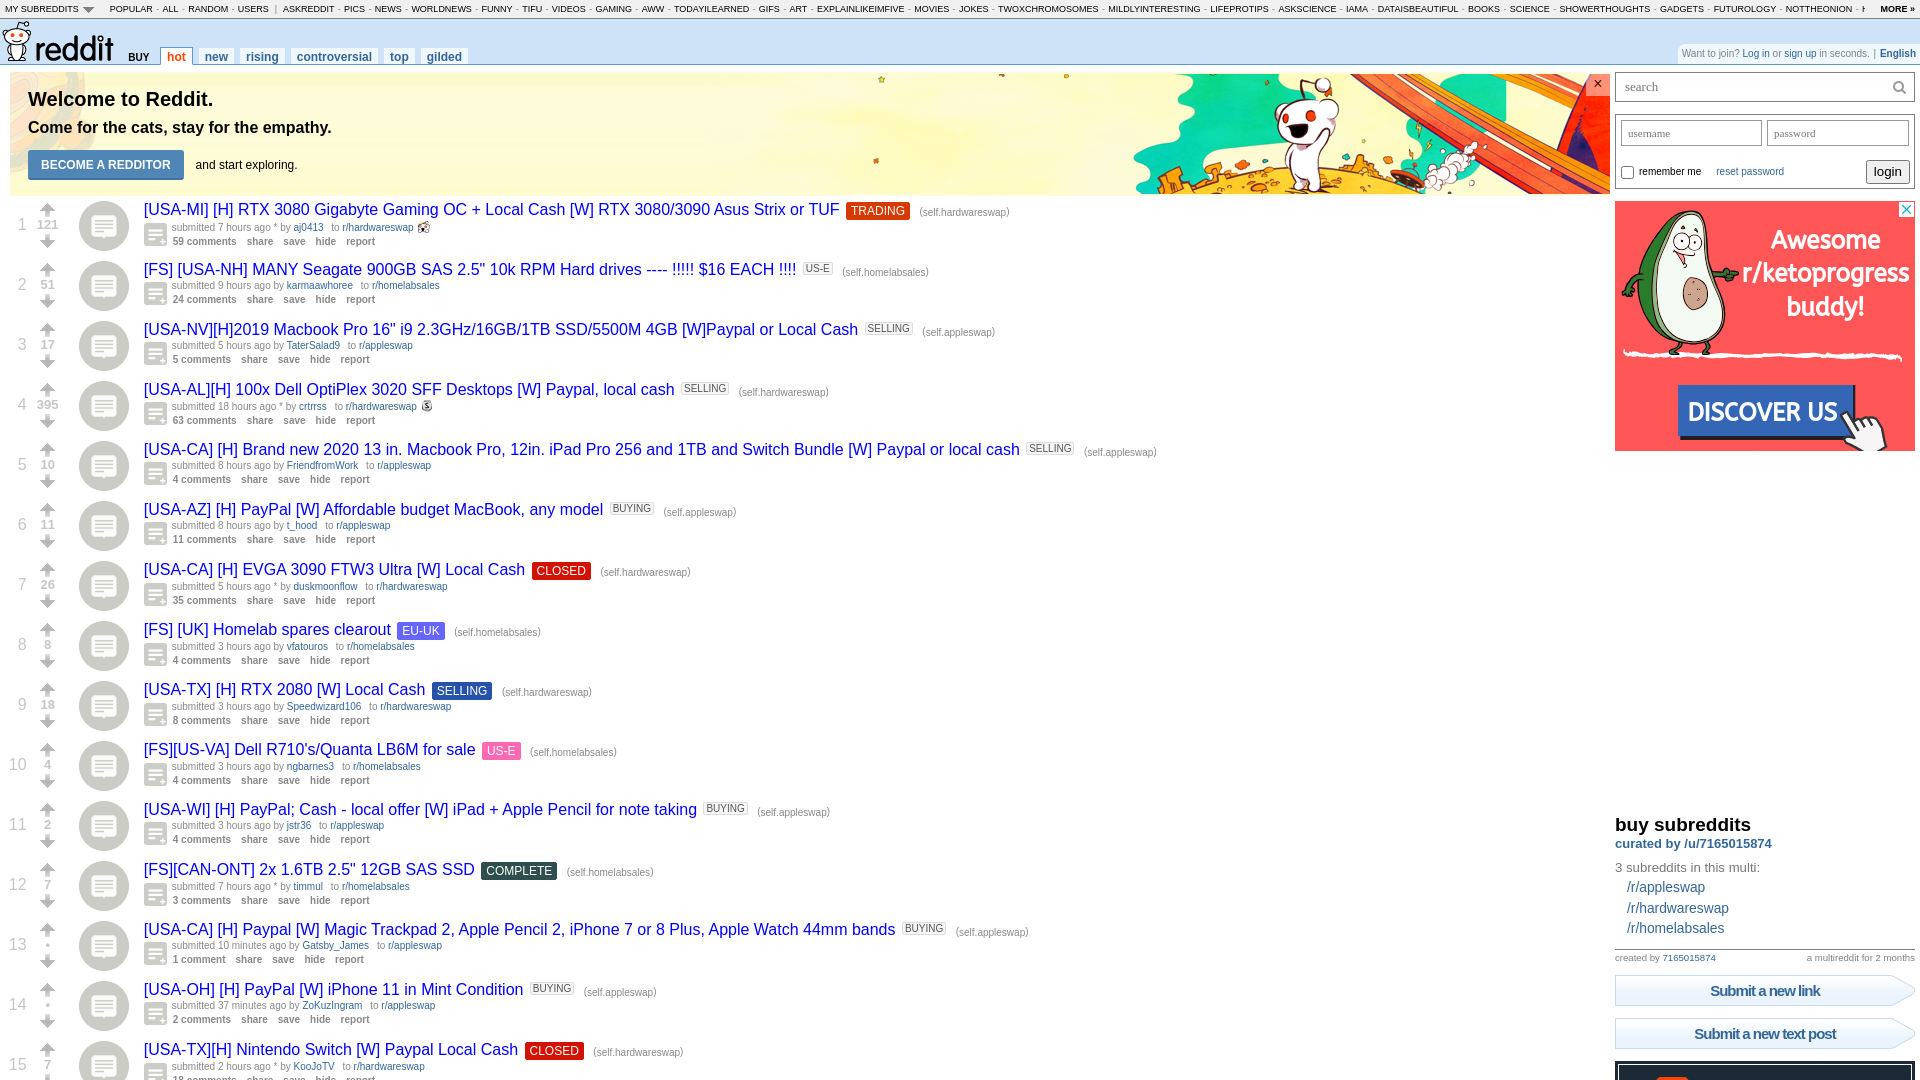 MY SUBREDDITS POPULAR - ALL - RANDOM - USERS | ASKREDDIT - PICS - NEWS - WORLDNEWS - FUNNY - TIFU - VIDEOS - GAMING - AWW - TODAYILEARNED - GIFS - ART - EXPLAINLIKEIMFIVE - MOVIES - JOKES - TWOXCHROMOSOMES - MILDLYINTERESTING - LIFEPROTIPS - ASKSCIENCE - IAMA - DATAISBEAUTIFUL - BOOKS - SCIENCE - SHOWERTHOUGHTS - GADGETS - FUTUROLOGY - NOTTHEONION - MORE »
reddit BUY hot new rising controversial top gilded
Want to join? Log in or sign up in seconds. | English
Welcome to Reddit.
Come for the cats, stay for the empathy.
BECOME A REDDITOR and start exploring.
×
1 121 [USA-MI] [H] RTX 3080 Gigabyte Gaming OC + Local Cash [W] RTX 3080/3090 Asus Strix or TUF TRADING (self.hardwareswap)
submitted 7 hours ago * by aj0413 to r/hardwareswap
59 comments share save hide report
2 51 [FS] [USA-NH] MANY Seagate 900GB SAS 2.5" 10k RPM Hard drives ---- !!!!! $16 EACH !!!! US-E (self.homelabsales)
submitted 9 hours ago by karmaawhoree to r/homelabsales
24 comments share save hide report
3 17 [USA-NV][H]2019 Macbook Pro 16" i9 2.3GHz/16GB/1TB SSD/5500M 4GB [W]Paypal or Local Cash SELLING (self.appleswap)
submitted 5 hours ago by TaterSalad9 to r/appleswap
5 comments share save hide report
4 395 [USA-AL][H] 100x Dell OptiPlex 3020 SFF Desktops [W] Paypal, local cash SELLING (self.hardwareswap)
submitted 18 hours ago * by crtrrss to r/hardwareswap
63 comments share save hide report
5 10 [USA-CA] [H] Brand new 2020 13 in. Macbook Pro, 12in. iPad Pro 256 and 1TB and Switch Bundle [W] Paypal or local cash SELLING (self.appleswap)
submitted 8 hours ago by FriendfromWork to r/appleswap
4 comments share save hide report
6 11 [USA-AZ] [H] PayPal [W] Affordable budget MacBook, any model BUYING (self.appleswap)
submitted 8 hours ago by t_hood to r/appleswap
11 comments share save hide report
7 26 [USA-CA] [H] EVGA 3090 FTW3 Ultra [W] Local Cash CLOSED (self.hardwareswap)
submitted 5 hours ago * by duskmoonflow to r/hardwareswap
35 comments share save hide report
8 8 [FS] [UK] Homelab spares clearout EU-UK (self.homelabsales)
submitted 3 hours ago by vfatouros to r/homelabsales
4 comments share save hide report
9 18 [USA-TX] [H] RTX 2080 [W] Local Cash SELLING (self.hardwareswap)
submitted 3 hours ago by Speedwizard106 to r/hardwareswap
8 comments share save hide report
10 4 [FS][US-VA] Dell R710's/Quanta LB6M for sale US-E (self.homelabsales)
submitted 3 hours ago by ngbarnes3 to r/homelabsales
4 comments share save hide report
11 2 [USA-WI] [H] PayPal; Cash - local offer [W] iPad + Apple Pencil for note taking BUYING (self.appleswap)
submitted 3 hours ago by jstr36 to r/appleswap
4 comments share save hide report
12 7 [FS][CAN-ONT] 2x 1.6TB 2.5" 12GB SAS SSD COMPLETE (self.homelabsales)
submitted 7 hours ago * by timmul to r/homelabsales
3 comments share save hide report
13 • [USA-CA] [H] Paypal [W] Magic Trackpad 2, Apple Pencil 2, iPhone 7 or 8 Plus, Apple Watch 44mm bands BUYING (self.appleswap)
submitted 10 minutes ago by Gatsby_James to r/appleswap
1 comment share save hide report
14 • [USA-OH] [H] PayPal [W] iPhone 11 in Mint Condition BUYING (self.appleswap)
submitted 37 minutes ago by ZoKuzIngram to r/appleswap
2 comments share save hide report
15 7 [USA-TX][H] Nintendo Switch [W] Paypal Local Cash CLOSED (self.hardwareswap)
submitted 2 hours ago * by KooJoTV to r/hardwareswap
18 comments share save hide report
search
username password
remember me reset password login
Awesome
r/ketoprogress
buddy!
DISCOVER US
buy subreddits
curated by /u/7165015874
3 subreddits in this multi:
/r/appleswap
/r/hardwareswap
/r/homelabsales
created by 7165015874 a multireddit for 2 months
Submit a new link
Submit a new text post